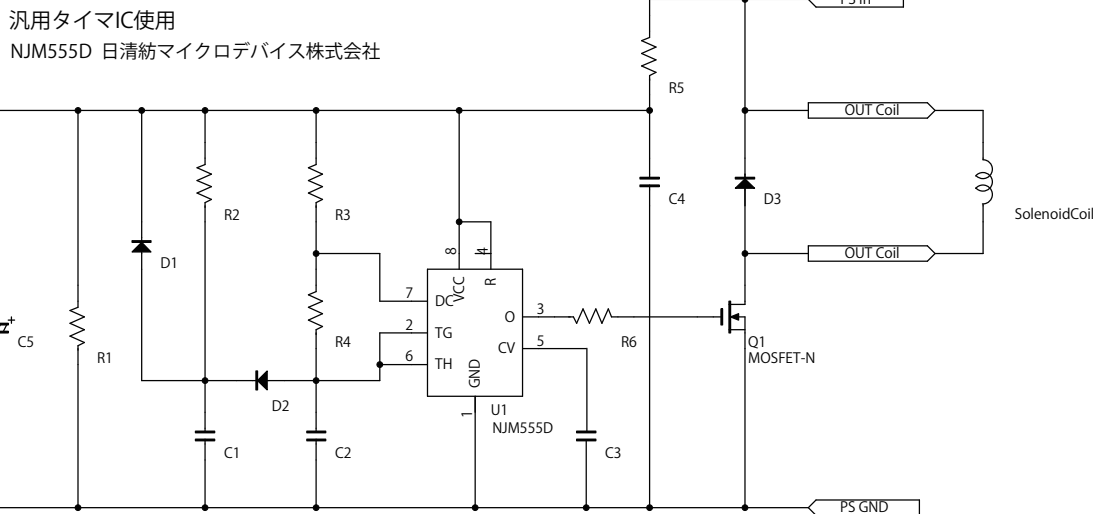 汎用タイマIC使用
NJM555D 日清紡マイクロデバイス株式会社
PS In
R5
OUT Coil
C4
D3
SolenoidCoil
R2
R3
D1
8
4
VCC
R
OUT Coil
7
DC
2
TG
O
3
6
TH
CV
5
R6
Q1
MOSFET-N
+
C5
R1
R4
GND
D2
1
U1
NJM555D
C1
C2
C3
PS GND